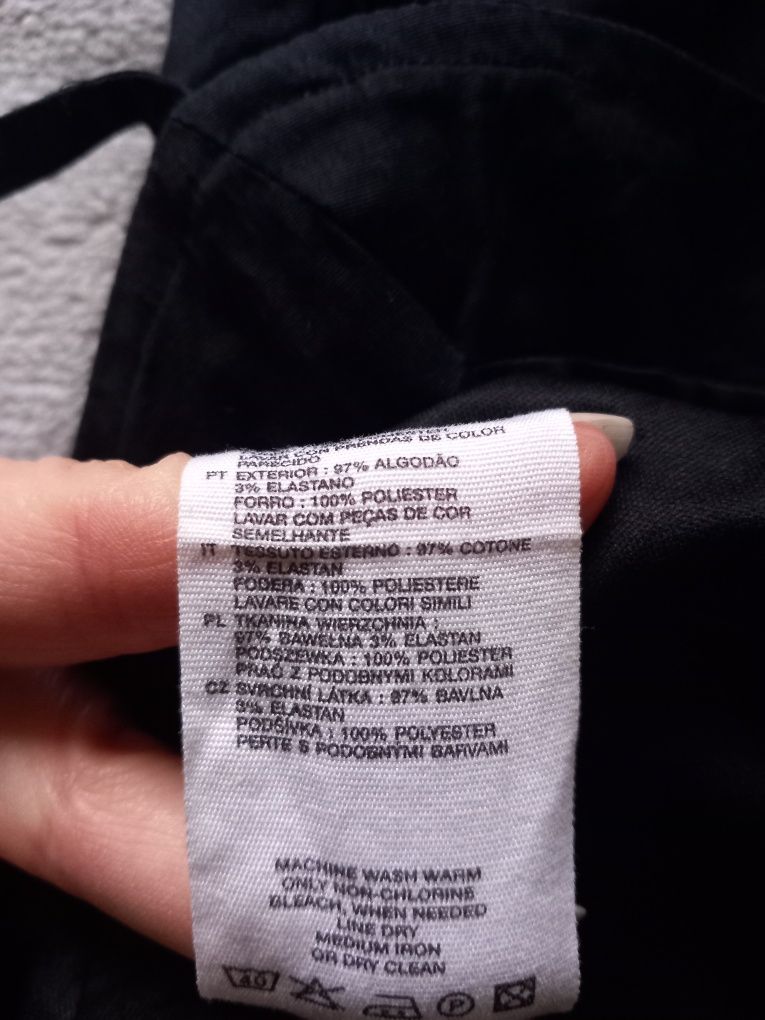 LAVAR CON PRENDAS DE COLOR
PARECIDO
PT EXTERIOR : 97% ALGODÃO
3% ELASTANO
FORRO : 100% POLIESTER
LAVAR COM PEÇAS DE COR
SEMELHANTE
IT TESSUTO ESTERNO : 97% COTONE
3% ELASTAN
FODERA : 100% POLIESTERE
LAVARE CON COLORI SIMILI
PL TKANINA WIERZCHNIA :
97% BAWEŁNA 3% ELASTAN
PODSZEWKA : 100% POLIESTER
PRAĆ Z PODOBNYMI KOLORAMI
CZ SVRCHNÍ LÁTKA : 97% BAVLNA
3% ELASTAN
PODŠÍVKA : 100% POLYESTER
PERTE S PODOBNÝMI BARVAMI
MACHINE WASH WARM
ONLY NON-CHLORINE
BLEACH, WHEN NEEDED
LINE DRY
MEDIUM IRON
OR DRY CLEAN
40 P